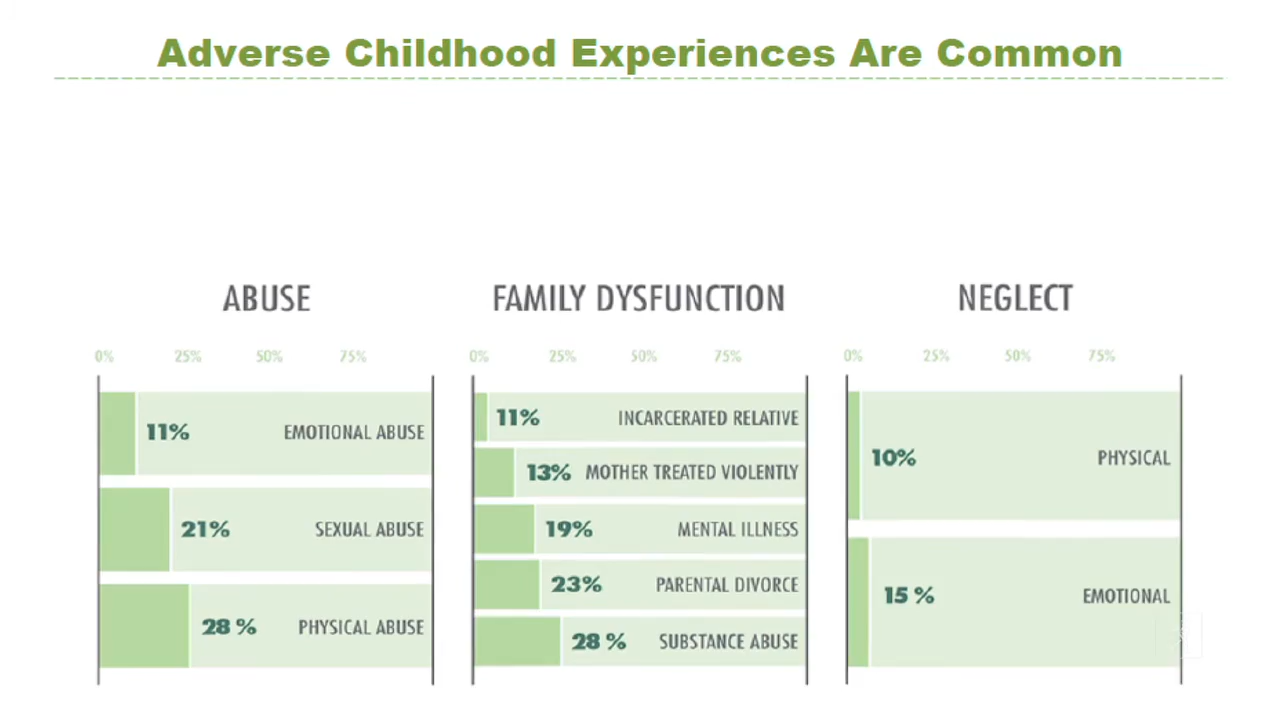 Adverse Childhood Experiences Are Common
ABUSE
0% 25% 50% 75%
11% EMOTIONAL ABUSE
21% SEXUAL ABUSE
28 % PHYSICAL ABUSE
FAMILY DYSFUNCTION
0% 25% 50% 75%
11% INCARCERATED RELATIVE
13% MOTHER TREATED VIOLENTLY
19% MENTAL ILLNESS
23% PARENTAL DIVORCE
28 % SUBSTANCE ABUSE
NEGLECT
0% 25% 50% 75%
10% PHYSICAL
15 % EMOTIONAL